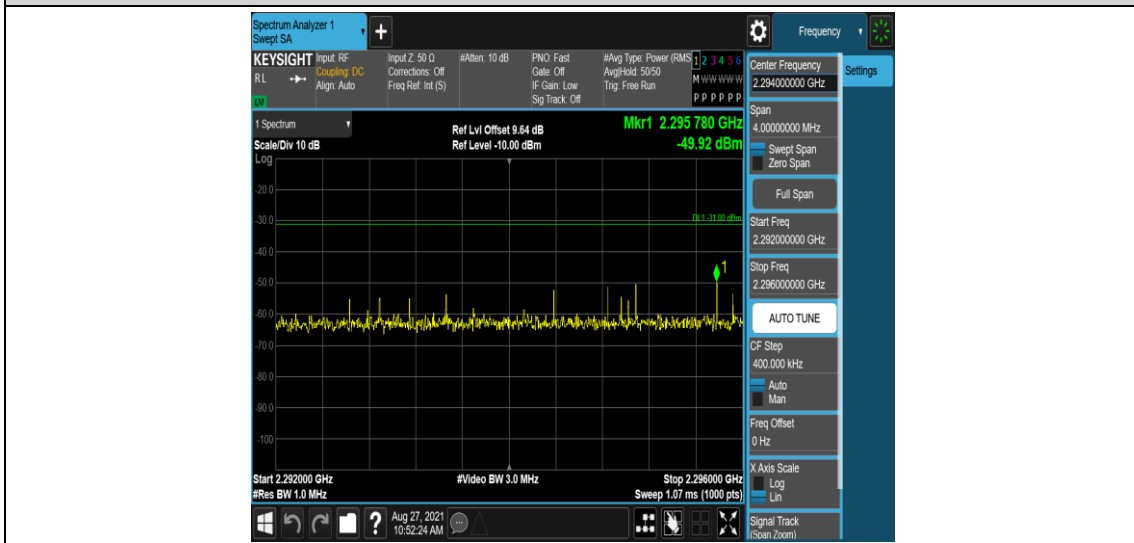 Spectrum Analyzer 1
Swept SA
+
Frequency
KEYSIGHT
RL
LXI
Input: RF
Coupling: DC
Align: Auto
Input Z: 50 Ω
Corrections: Off
Freq Ref: Int (S)
#Atten: 10 dB
PNO: Fast
Gate: Off
IF Gain: Low
Sig Track: Off
#Avg Type: Power (RMS
Avg|Hold: 50/50
Trig: Free Run
1 2 3 4 5 6
M W W W W W
P P P P P P
1 Spectrum
Scale/Div 10 dB
Log
Ref Lvl Offset 9.64 dB
Ref Level -10.00 dBm
Mkr1 2.295 780 GHz
-49.92 dBm
-20.0
-30.0
DL1 -31.00 dBm
-40.0
1
-50.0
-60.0
-70.0
-80.0
-90.0
-100
Start 2.292000 GHz
#Video BW 3.0 MHz
Stop 2.296000 GHz
#Res BW 1.0 MHz
Sweep 1.07 ms (1000 pts)
Center Frequency
2.294000000 GHz
Settings
Span
4.00000000 MHz
Swept Span
Zero Span
Full Span
Start Freq
2.292000000 GHz
Stop Freq
2.296000000 GHz
AUTO TUNE
CF Step
400.000 kHz
Auto
Man
Freq Offset
0 Hz
X Axis Scale
Log
Lin
Signal Track
(Span Zoom)
?
Aug 27, 2021
10:52:24 AM